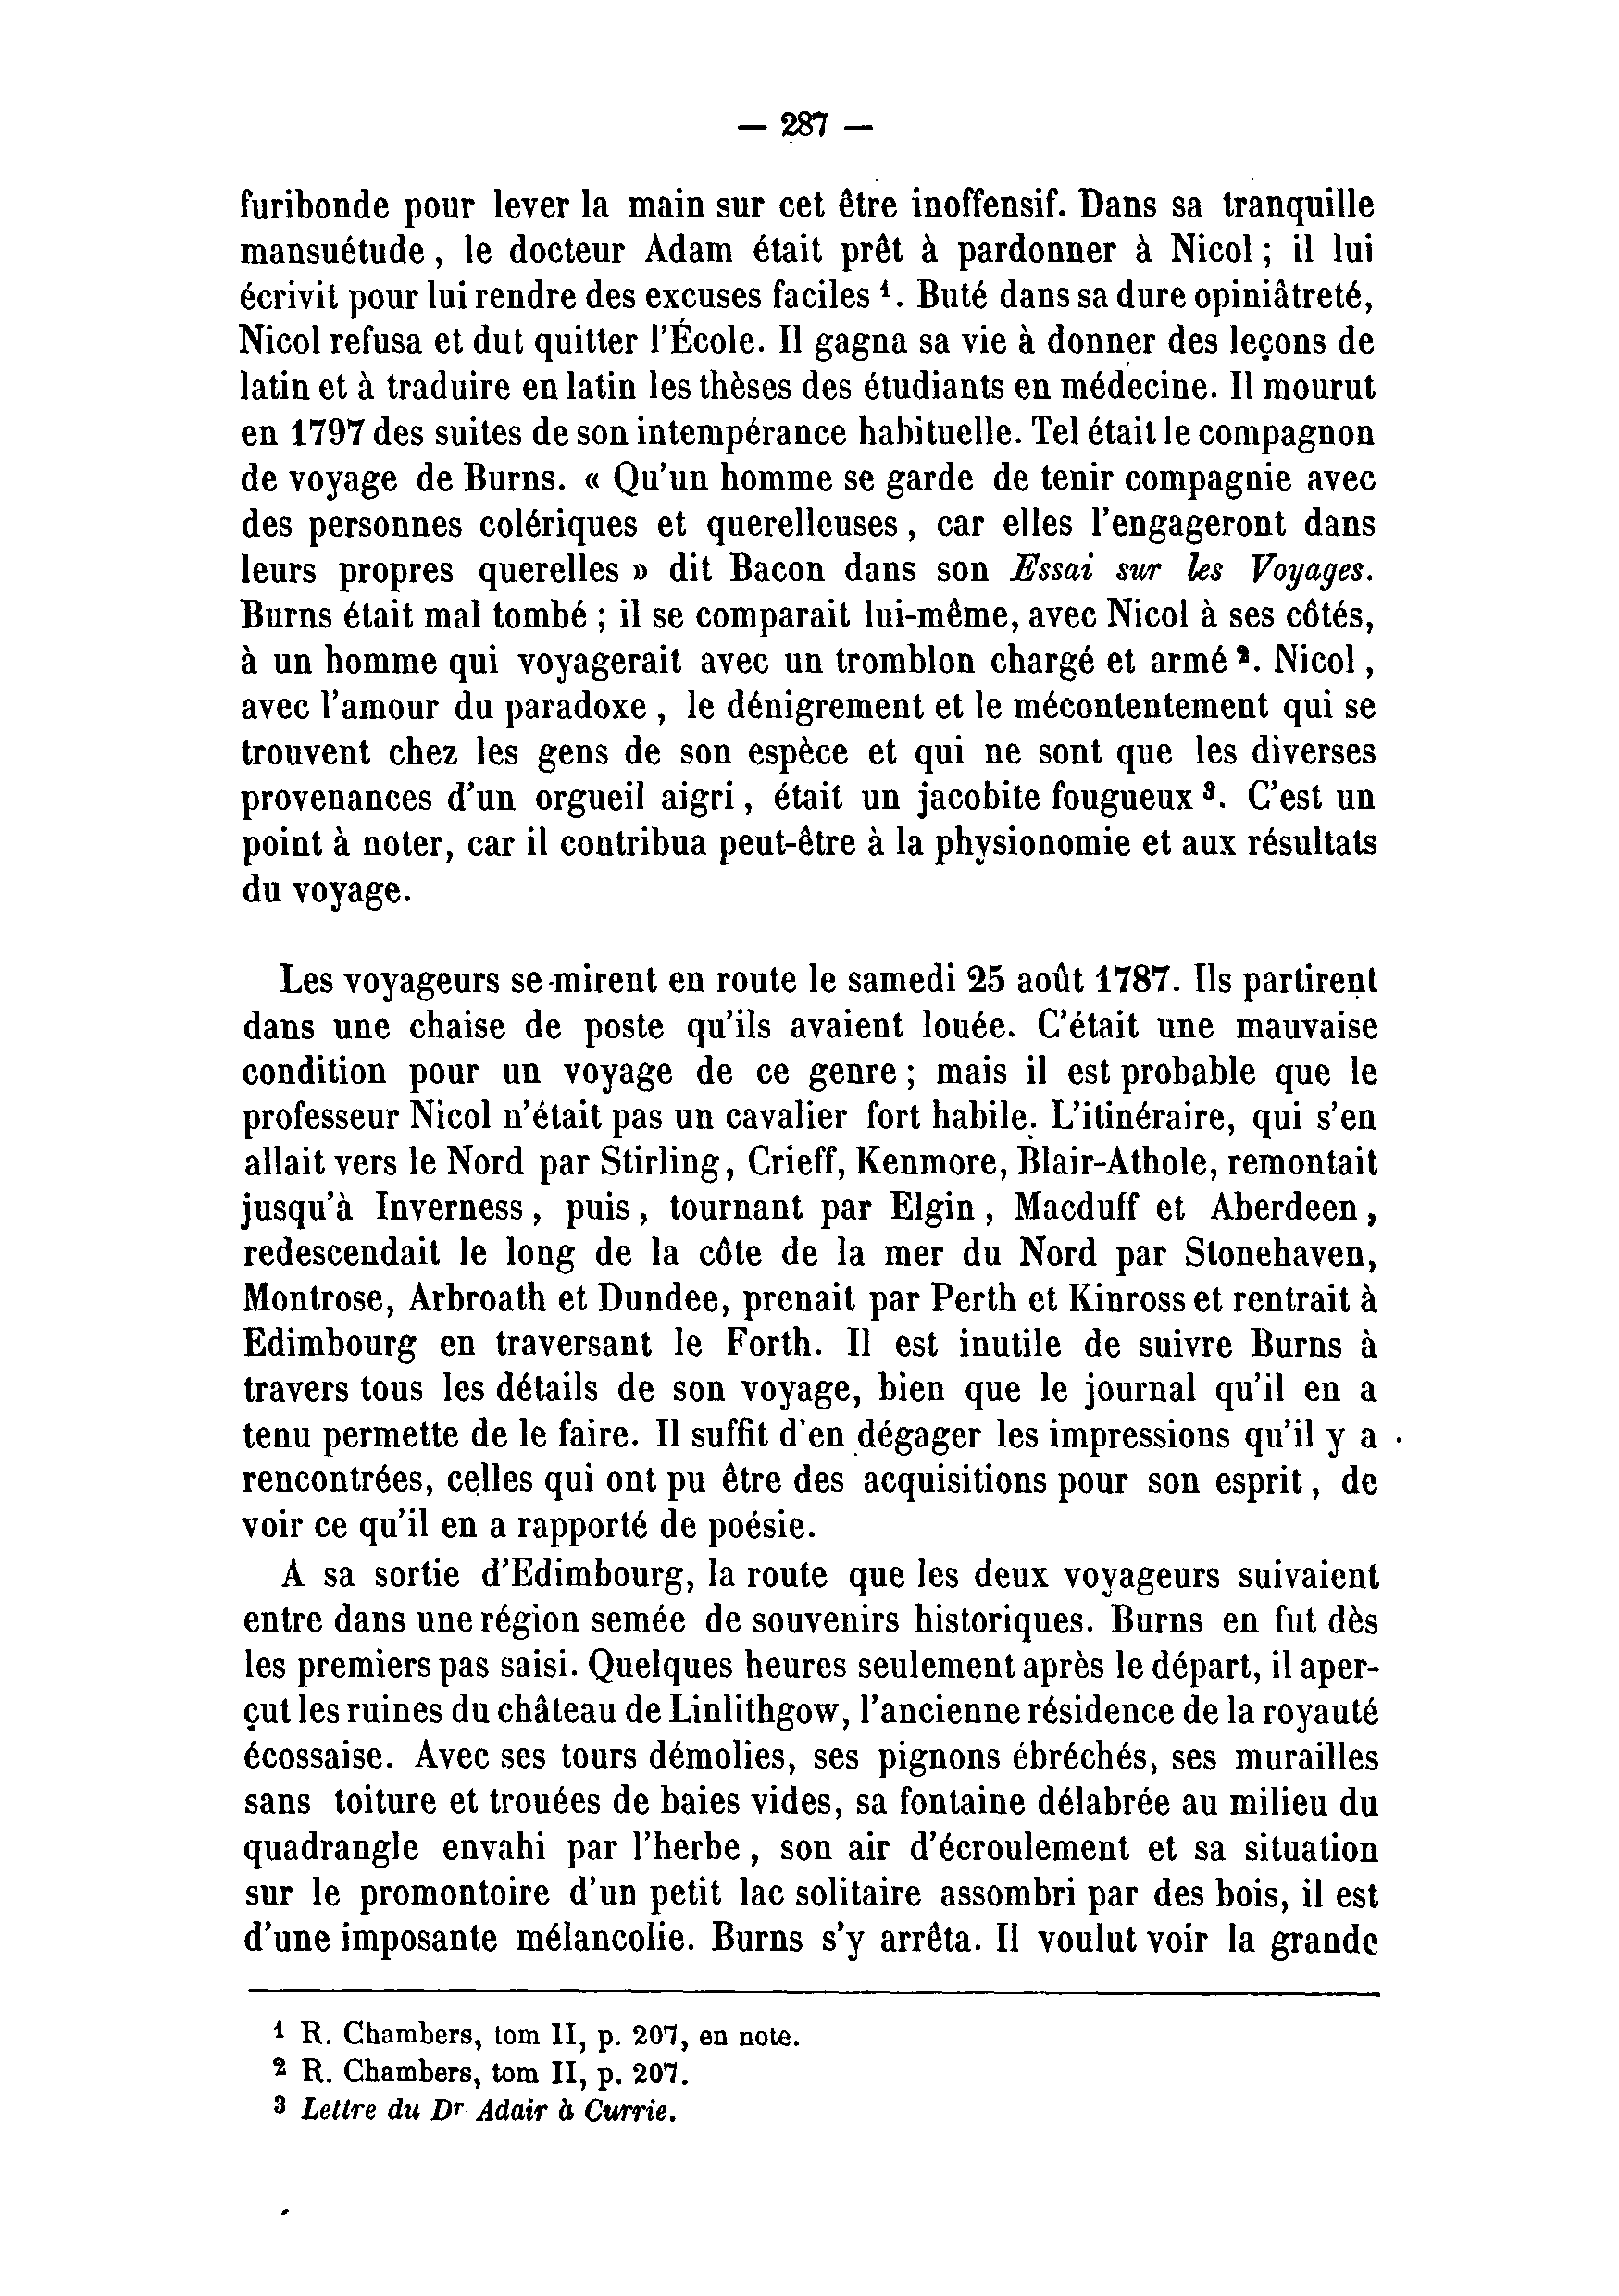 — 287 —
furibonde pour lever la main sur cet être inoffensif. Dans sa tranquille
mansuétude, le docteur Adam était prêt à pardonner à Nicol ; il lui
écrivit pour lui rendre des excuses faciles ¹. Buté dans sa dure opiniâtreté,
Nicol refusa et dut quitter l'École. Il gagna sa vie à donner des leçons de
latin et à traduire en latin les thèses des étudiants en médecine. Il mourut
en 1797 des suites de son intempérance habituelle. Tel était le compagnon
de voyage de Burns. « Qu'un homme se garde de tenir compagnie avec
des personnes colériques et querelleuses, car elles l'engageront dans
leurs propres querelles » dit Bacon dans son Essai sur les Voyages.
Burns était mal tombé ; il se comparait lui-même, avec Nicol à ses côtés,
à un homme qui voyagerait avec un tromblon chargé et armé ². Nicol,
avec l'amour du paradoxe, le dénigrement et le mécontentement qui se
trouvent chez les gens de son espèce et qui ne sont que les diverses
provenances d'un orgueil aigri, était un jacobite fougueux ³. C'est un
point à noter, car il contribua peut-être à la physionomie et aux résultats
du voyage.
Les voyageurs se mirent en route le samedi 25 août 1787. Ils partirent
dans une chaise de poste qu'ils avaient louée. C'était une mauvaise
condition pour un voyage de ce genre ; mais il est probable que le
professeur Nicol n'était pas un cavalier fort habile. L'itinéraire, qui s'en
allait vers le Nord par Stirling, Crieff, Kenmore, Blair-Athole, remontait
jusqu'à Inverness, puis, tournant par Elgin, Macduff et Aberdeen,
redescendait le long de la côte de la mer du Nord par Stonehaven,
Montrose, Arbroath et Dundee, prenait par Perth et Kinross et rentrait à
Edimbourg en traversant le Forth. Il est inutile de suivre Burns à
travers tous les détails de son voyage, bien que le journal qu'il en a
tenu permette de le faire. Il suffit d'en dégager les impressions qu'il y a
rencontrées, celles qui ont pu être des acquisitions pour son esprit, de
voir ce qu'il en a rapporté de poésie.
A sa sortie d'Edimbourg, la route que les deux voyageurs suivaient
entre dans une région semée de souvenirs historiques. Burns en fut dès
les premiers pas saisi. Quelques heures seulement après le départ, il aper-
çut les ruines du château de Linlithgow, l'ancienne résidence de la royauté
écossaise. Avec ses tours démolies, ses pignons ébréchés, ses murailles
sans toiture et trouées de baies vides, sa fontaine délabrée au milieu du
quadrangle envahi par l'herbe, son air d'écroulement et sa situation
sur le promontoire d'un petit lac solitaire assombri par des bois, il est
d'une imposante mélancolie. Burns s'y arrêta. Il voulut voir la grande
¹ R. Chambers, tom II, p. 207, en note.
² R. Chambers, tom II, p. 207.
³ Lettre du Dr Adair à Currie.